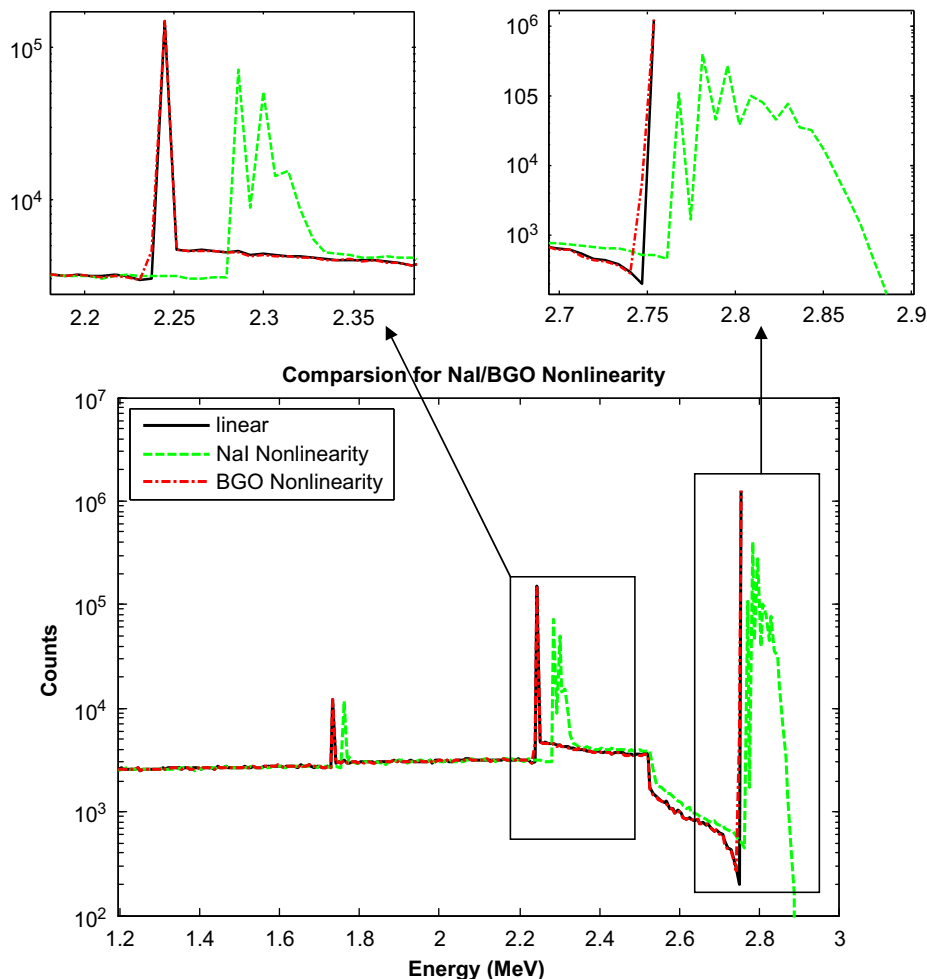 10^5
10^4
2.2 2.25 2.3 2.35
10^6
10^5
10^4
10^3
2.7 2.75 2.8 2.85 2.9
Comparsion for NaI/BGO Nonlinearity
linear
NaI Nonlinearity
BGO Nonlinearity
Counts
10^7
10^6
10^5
10^4
10^3
10^2
1.2 1.4 1.6 1.8 2 2.2 2.4 2.6 2.8 3
Energy (MeV)